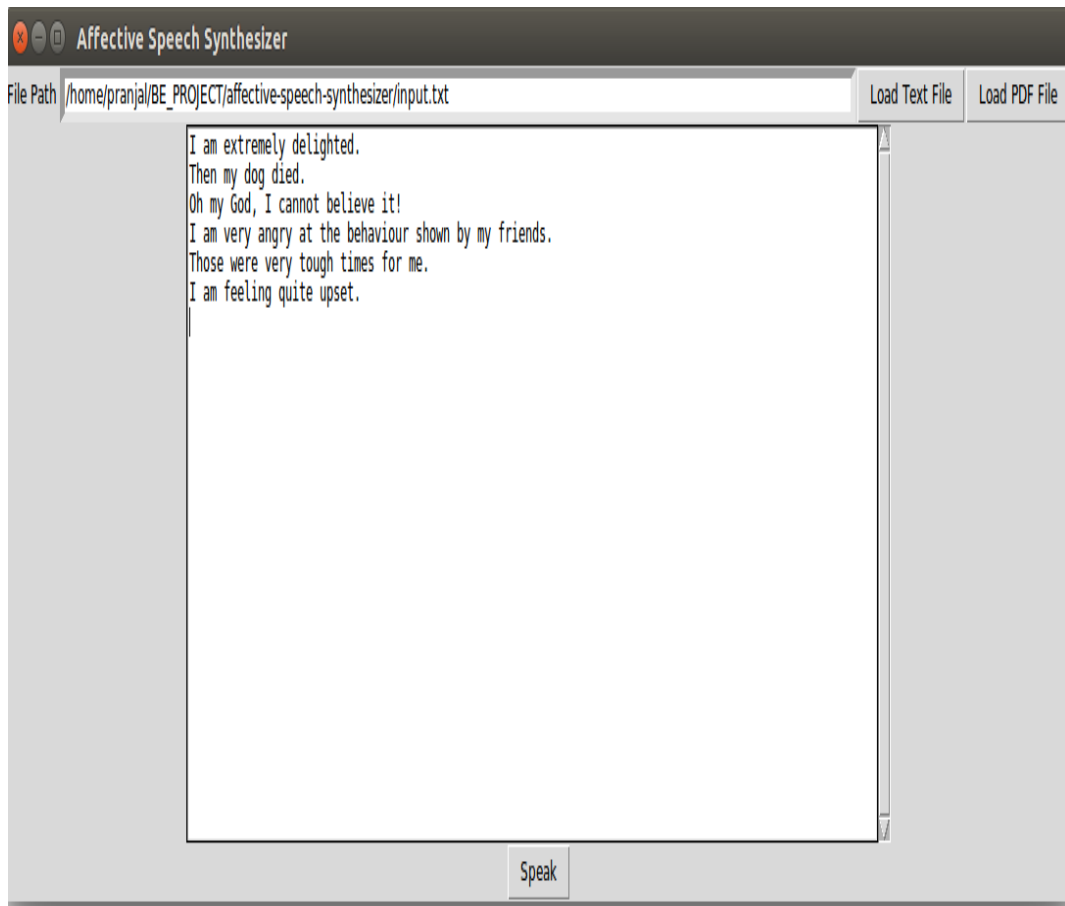 Affective Speech Synthesizer
File Path /home/pranjal/BE_PROJECT/affective-speech-synthesizer/input.txt Load Text File Load PDF File
I am extremely delighted.
Then my dog died.
Oh my God, I cannot believe it!
I am very angry at the behaviour shown by my friends.
Those were very tough times for me.
I am feeling quite upset.
Speak